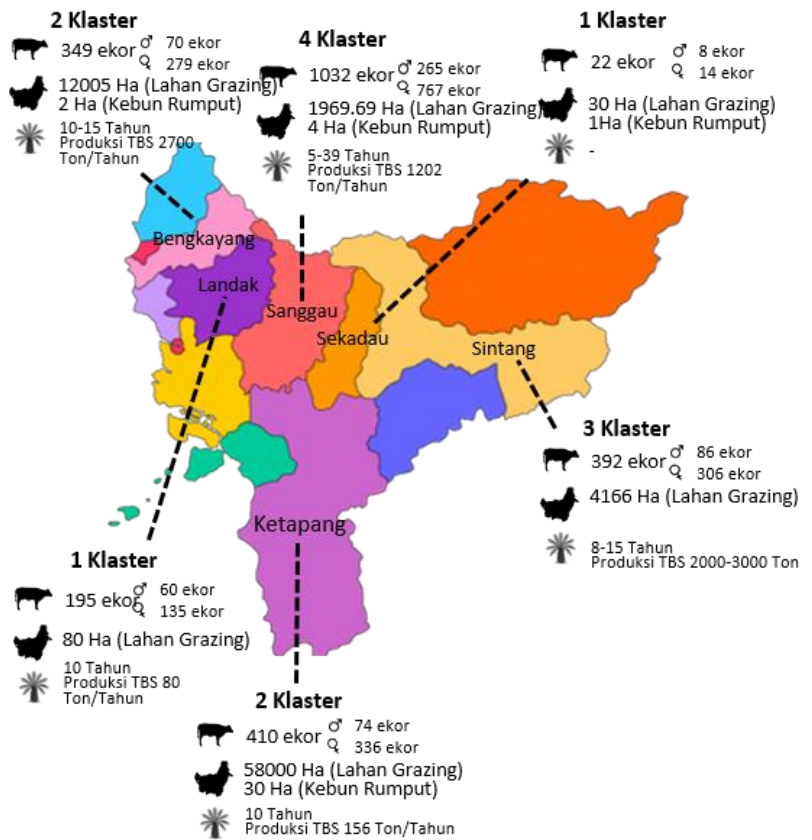 2 Klaster
349 ekor
♂ 70 ekor
♀ 279 ekor
12005 Ha (Lahan Grazing)
2 Ha (Kebun Rumput)
10-15 Tahun
Produksi TBS 2700
Ton/Tahun
4 Klaster
1032 ekor
♂ 265 ekor
♀ 767 ekor
1969.69 Ha (Lahan Grazing)
4 Ha (Kebun Rumput)
5-39 Tahun
Produksi TBS 1202
Ton/Tahun
1 Klaster
22 ekor
♂ 8 ekor
♀ 14 ekor
30 Ha (Lahan Grazing)
1Ha (Kebun Rumput)
-
Bengkayang
Landak
Sanggau
Sekadau
Sintang
Ketapang
3 Klaster
392 ekor
♂ 86 ekor
♀ 306 ekor
4166 Ha (Lahan Grazing)
8-15 Tahun
Produksi TBS 2000-3000 Ton
1 Klaster
195 ekor
♂ 60 ekor
♀ 135 ekor
80 Ha (Lahan Grazing)
10 Tahun
Produksi TBS 80
Ton/Tahun
2 Klaster
410 ekor
♂ 74 ekor
♀ 336 ekor
58000 Ha (Lahan Grazing)
30 Ha (Kebun Rumput)
10 Tahun
Produksi TBS 156 Ton/Tahun